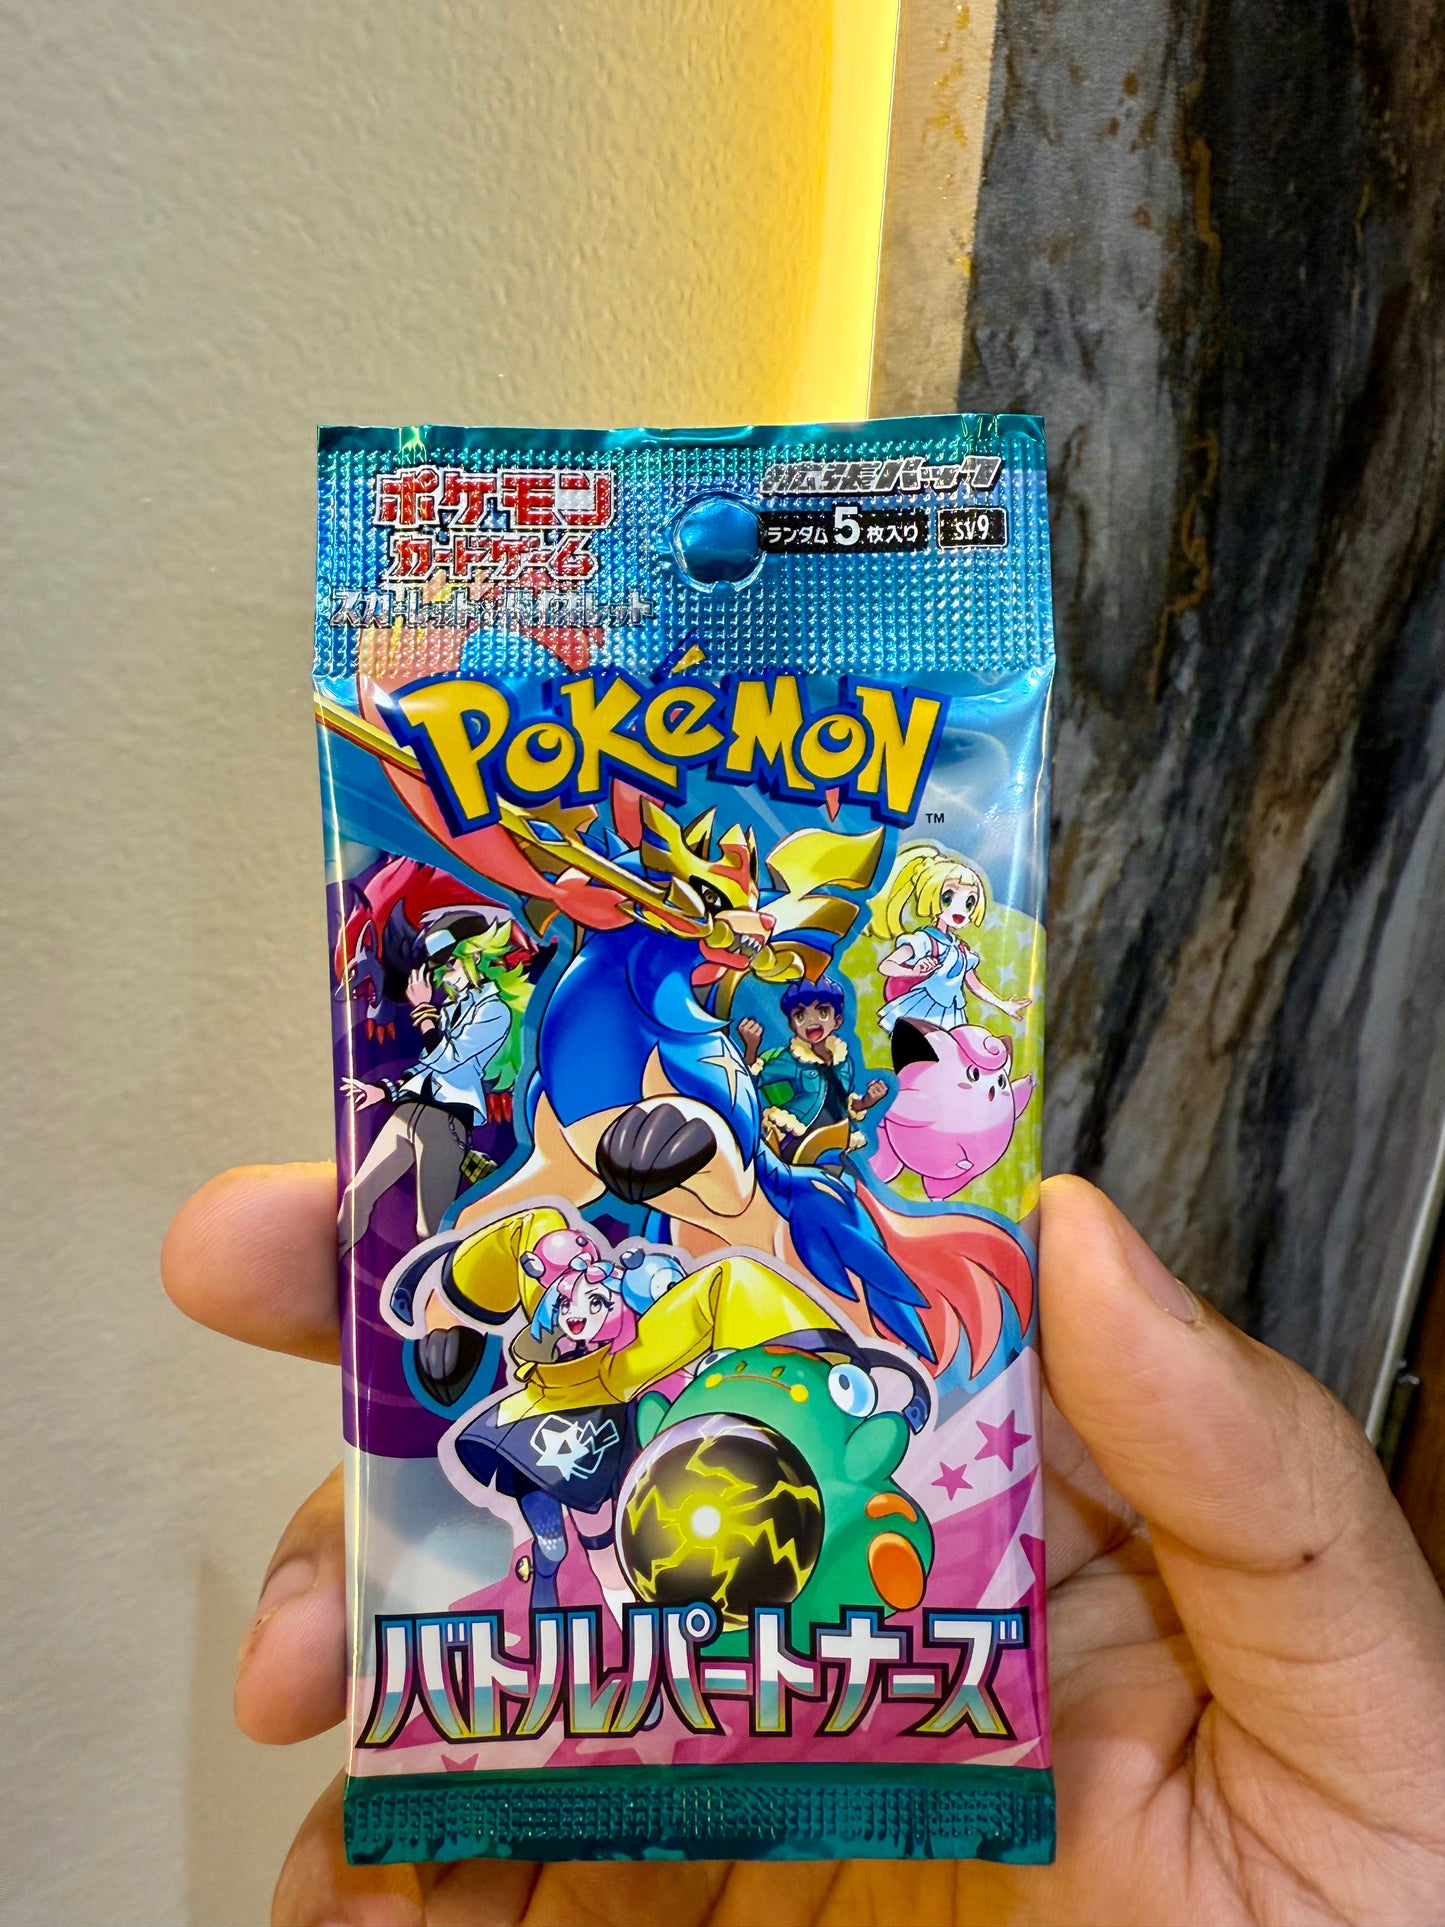 ポケモン
カードゲーム
スカーレット&バイオレット
拡張パック
ランダム5枚入り
SV9
POKéMON
TM
バトルパートナーズ